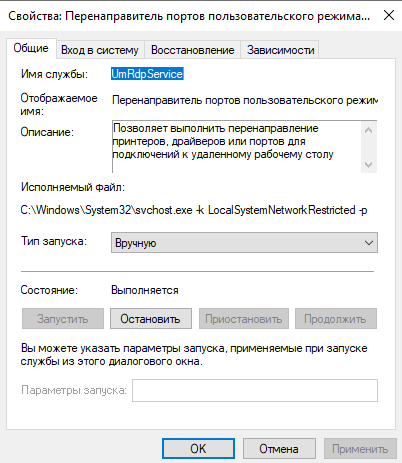 Свойства: Перенаправитель портов пользовательского режима...
Общие Вход в систему Восстановление Зависимости
Имя службы: UmRdpService
Отображаемое имя: Перенаправитель портов пользовательского режим
Описание: Позволяет выполнить перенаправление
принтеров, драйверов или портов для
подключений к удаленному рабочему столу
Исполняемый файл:
C:\Windows\System32\svchost.exe -k LocalSystemNetworkRestricted -p
Тип запуска: Вручную
Состояние: Выполняется
Запустить Остановить Приостановить Продолжить
Вы можете указать параметры запуска, применяемые при запуске
службы из этого диалогового окна.
Параметры запуска:
OK Отмена Применить